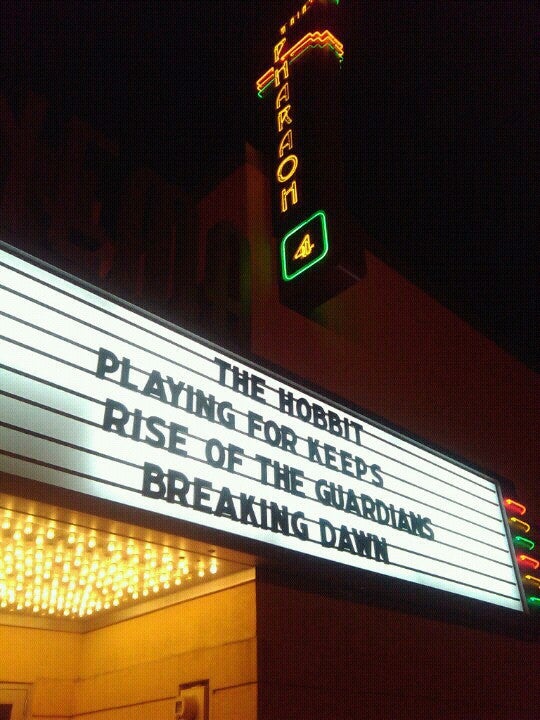 PHARAOH
4
THE HOBBIT
PLAYING FOR KEEPS
RISE OF THE GUARDIANS
BREAKING DAWN